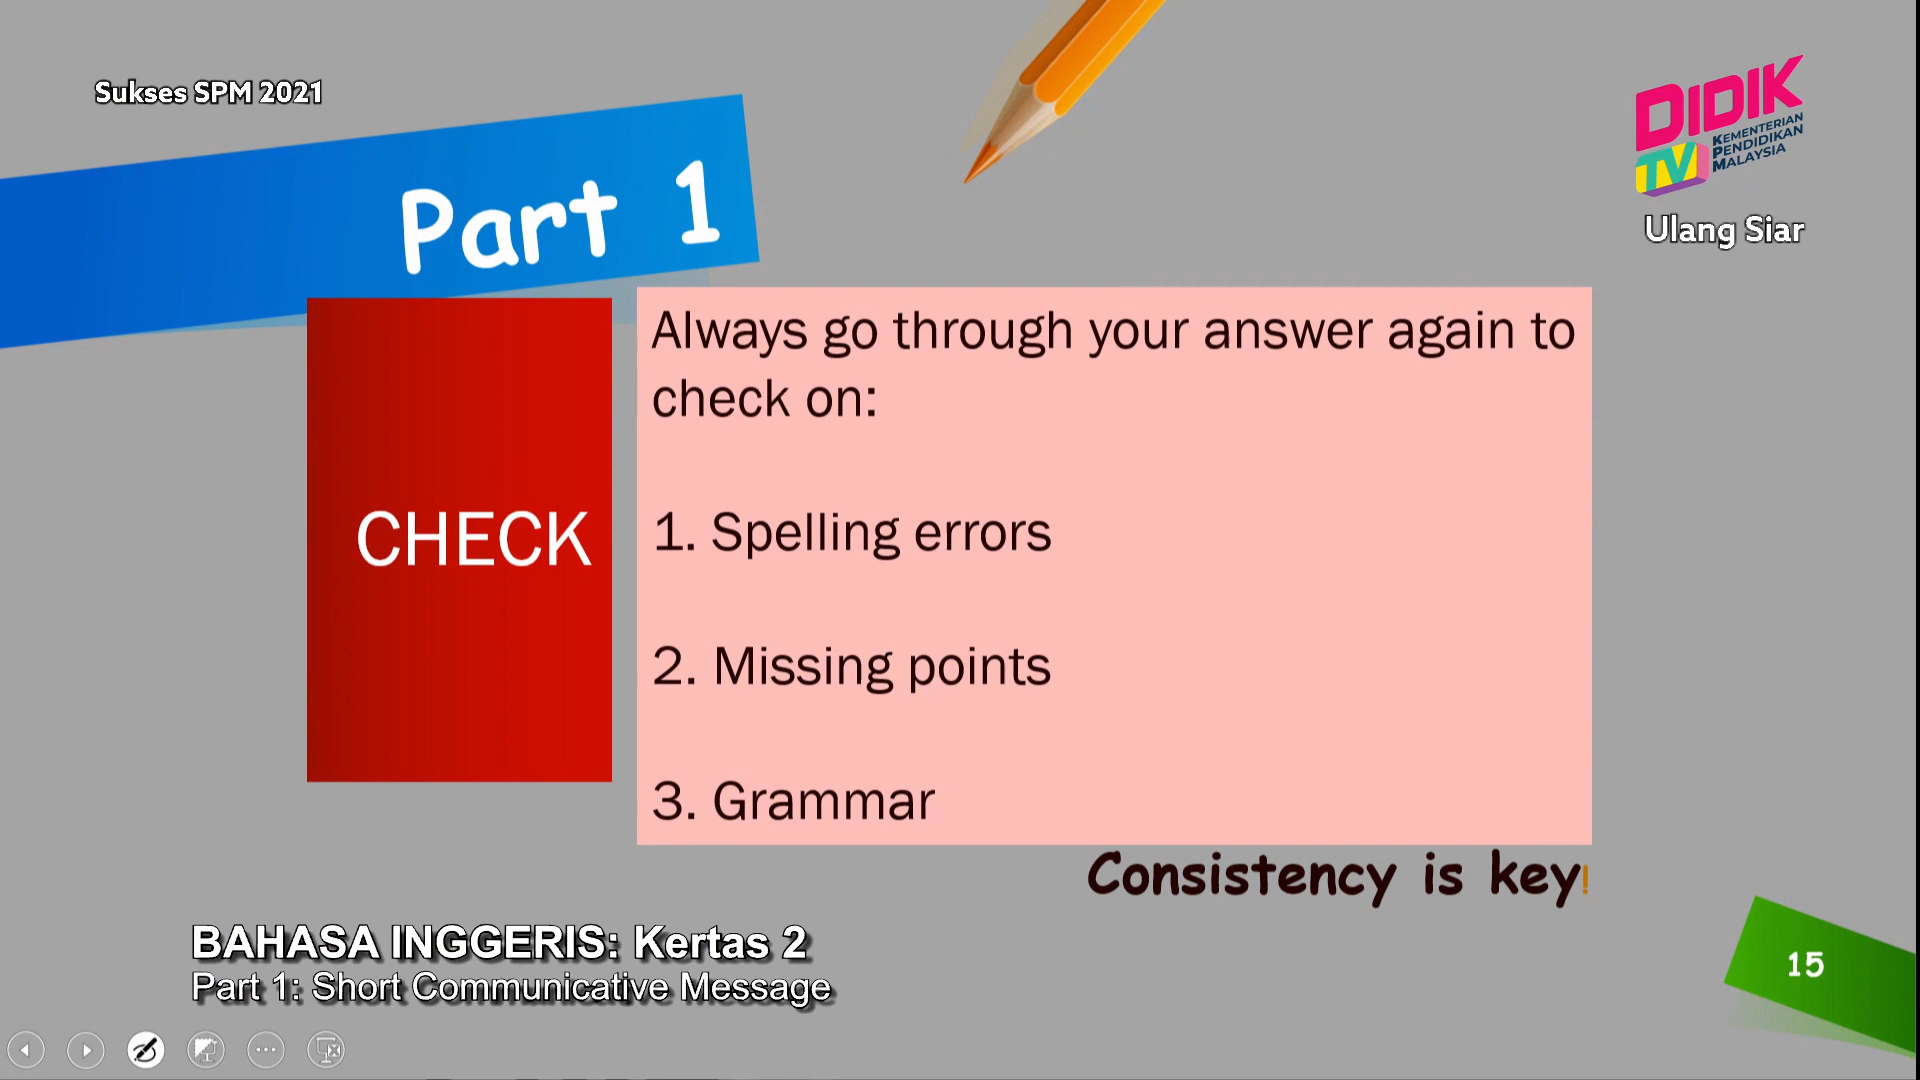 Sukses SPM 2021
DIDIK
TV
KEMENTERIAN
PENDIDIKAN
MALAYSIA
Ulang Siar
Part 1
CHECK
Always go through your answer again to
check on:
1. Spelling errors
2. Missing points
3. Grammar
Consistency is key!
BAHASA INGGERIS: Kertas 2
Part 1: Short Communicative Message
15